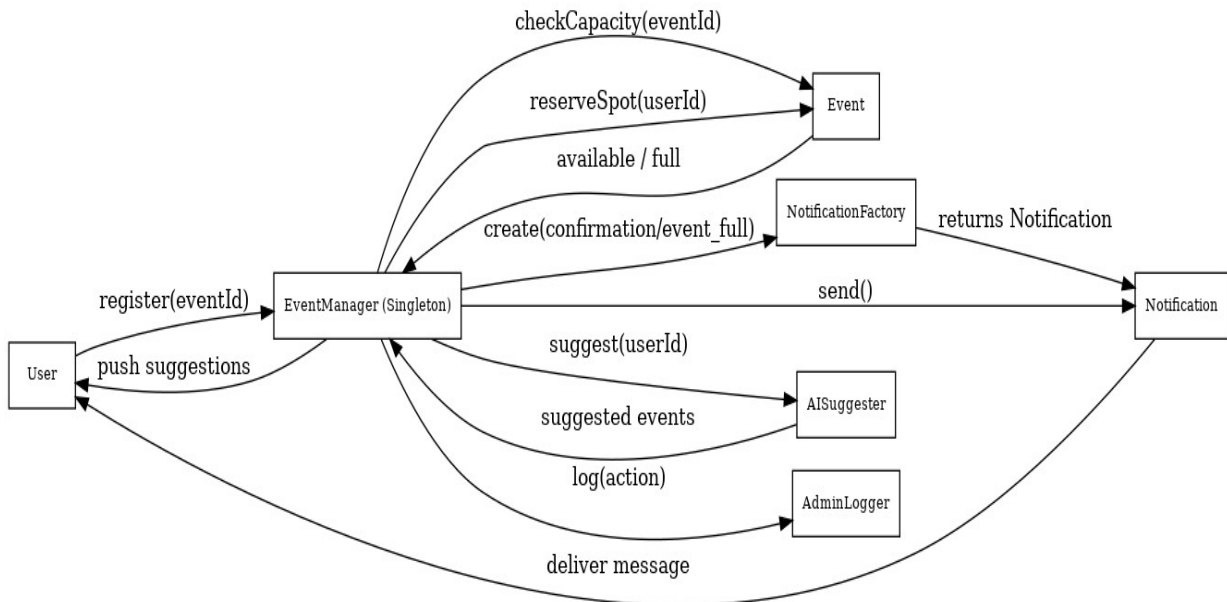 checkCapacity(eventId)
Event
reserveSpot(userId)
available / full
NotificationFactory
create(confirmation/event_full)
returns Notification
EventManager (Singleton)
send()
Notification
register(eventId)
suggest(userId)
push suggestions
User
AISuggester
suggested events
log(action)
AdminLogger
deliver message